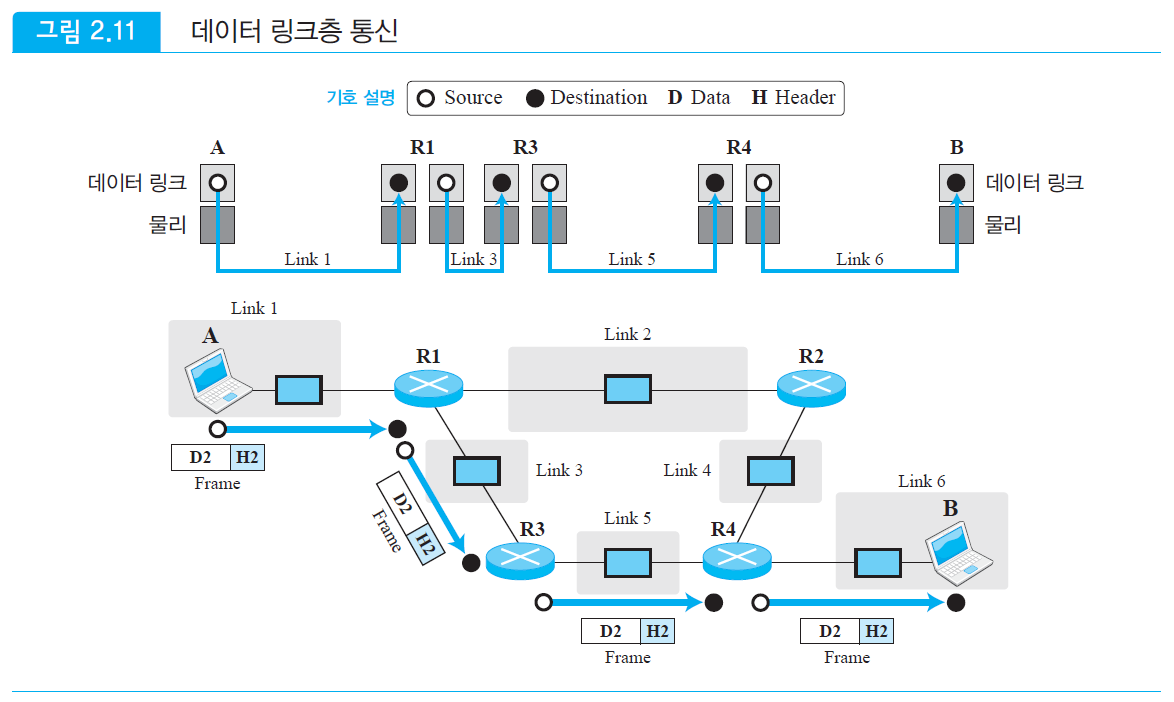 그림 2.11 데이터 링크층 통신
기호 설명 Source Destination D Data H Header
A R1 R3 R4 B
데이터 링크 데이터 링크
물리 물리
Link 1 Link 3 Link 5 Link 6
Link 1
A
Link 2
R1 R2
D2 H2
Frame
Link 3
Link 4
D2 H2
Frame
Link 6
B
R3 Link 5 R4
D2 H2 D2 H2
Frame Frame